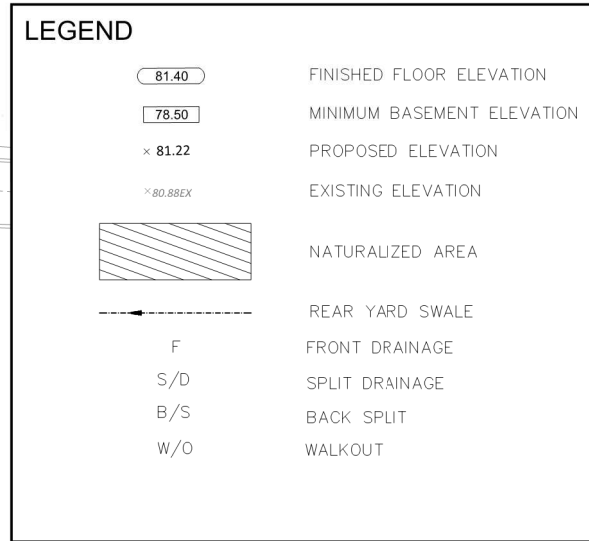 LEGEND
81.40 FINISHED FLOOR ELEVATION
78.50 MINIMUM BASEMENT ELEVATION
× 81.22 PROPOSED ELEVATION
×80.88EX EXISTING ELEVATION
NATURALIZED AREA
REAR YARD SWALE
F FRONT DRAINAGE
S/D SPLIT DRAINAGE
B/S BACK SPLIT
W/O WALKOUT